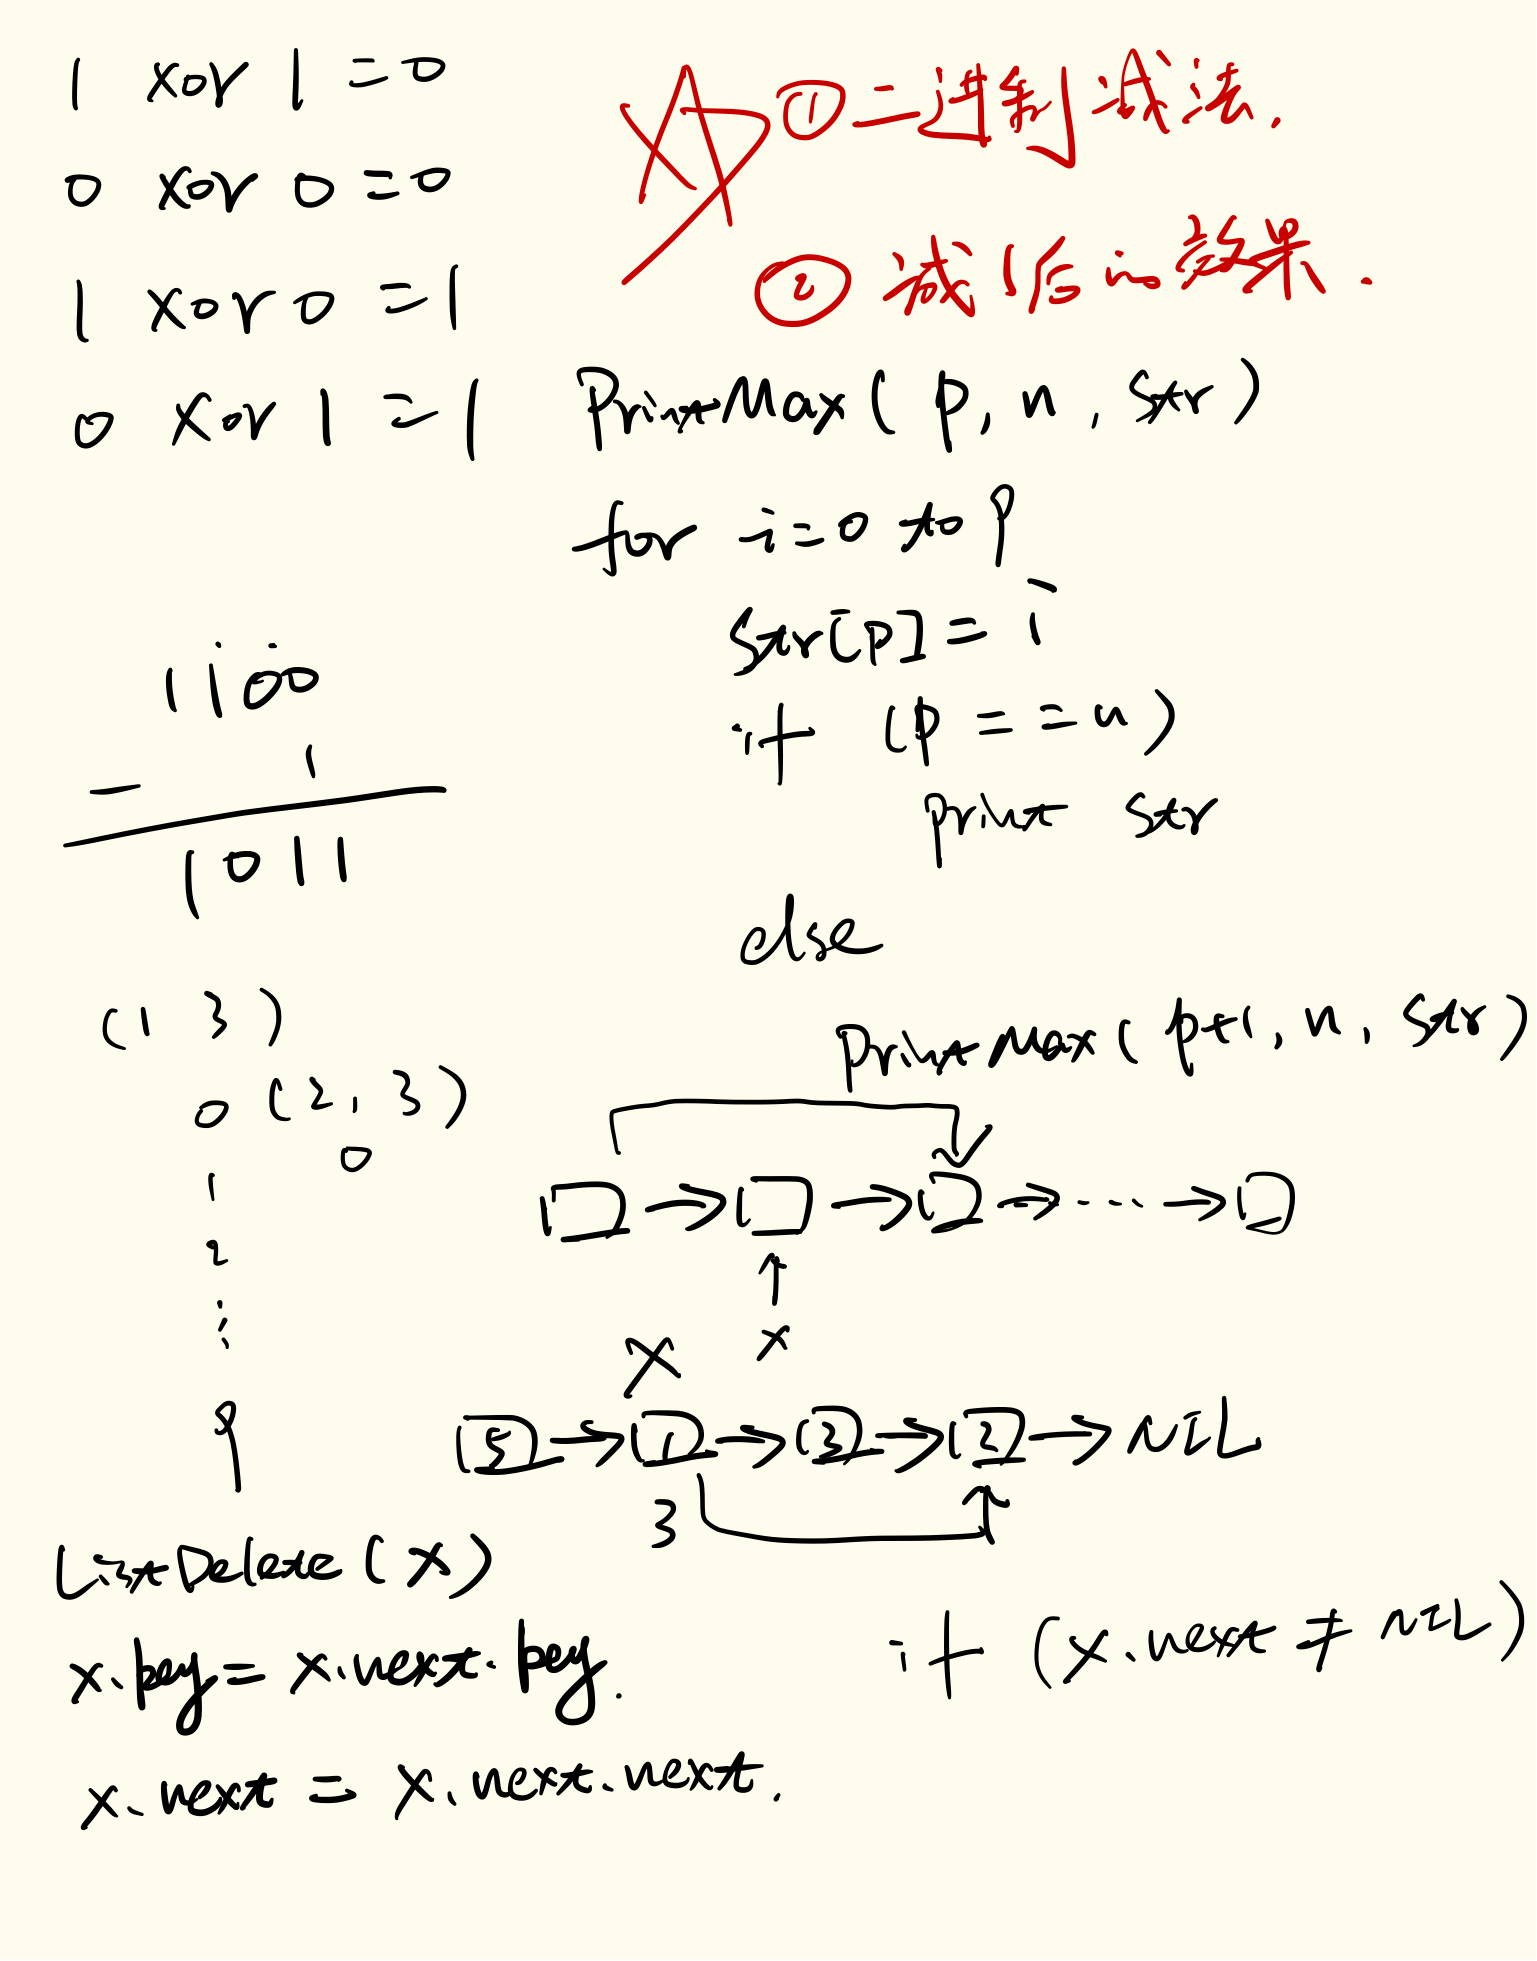 1 xor 1 = 0
0 xor 0 = 0
1 xor 0 = 1
0 xor 1 = 1
① 二进制减法.
② 减1后的效果.
PrintMax(p, n, str)
for i=0 to 9
str[p] = i
if (p == n)
print str
else
PrintMax(p+1, n, str)
1100
- 1
1011
(1 3)
0 (2, 3)
0
1
2
⋮
9
→ → → ... →
x
x
5 → 1 → 3 → 2 → NIL
3
ListDelete(x)
x.key = x.next.key.
if (x.next ≠ NIL)
x.next = x.next.next.